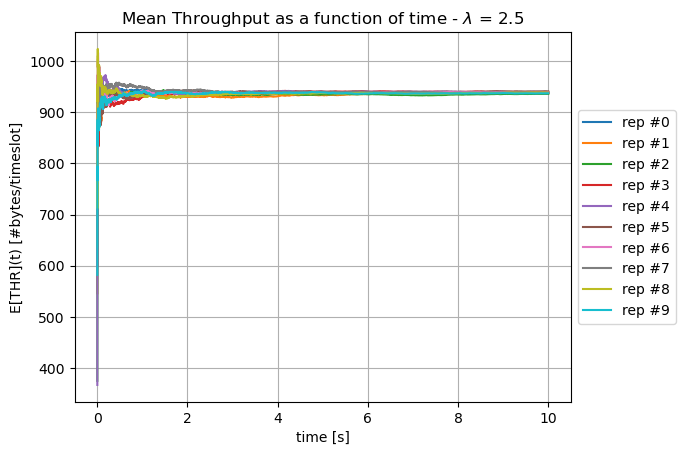 Mean Throughput as a function of time - λ = 2.5
E[THR](t) [#bytes/timeslot]
1000
900
800
700
600
500
400
0 2 4 6 8 10
time [s]
rep #0
rep #1
rep #2
rep #3
rep #4
rep #5
rep #6
rep #7
rep #8
rep #9